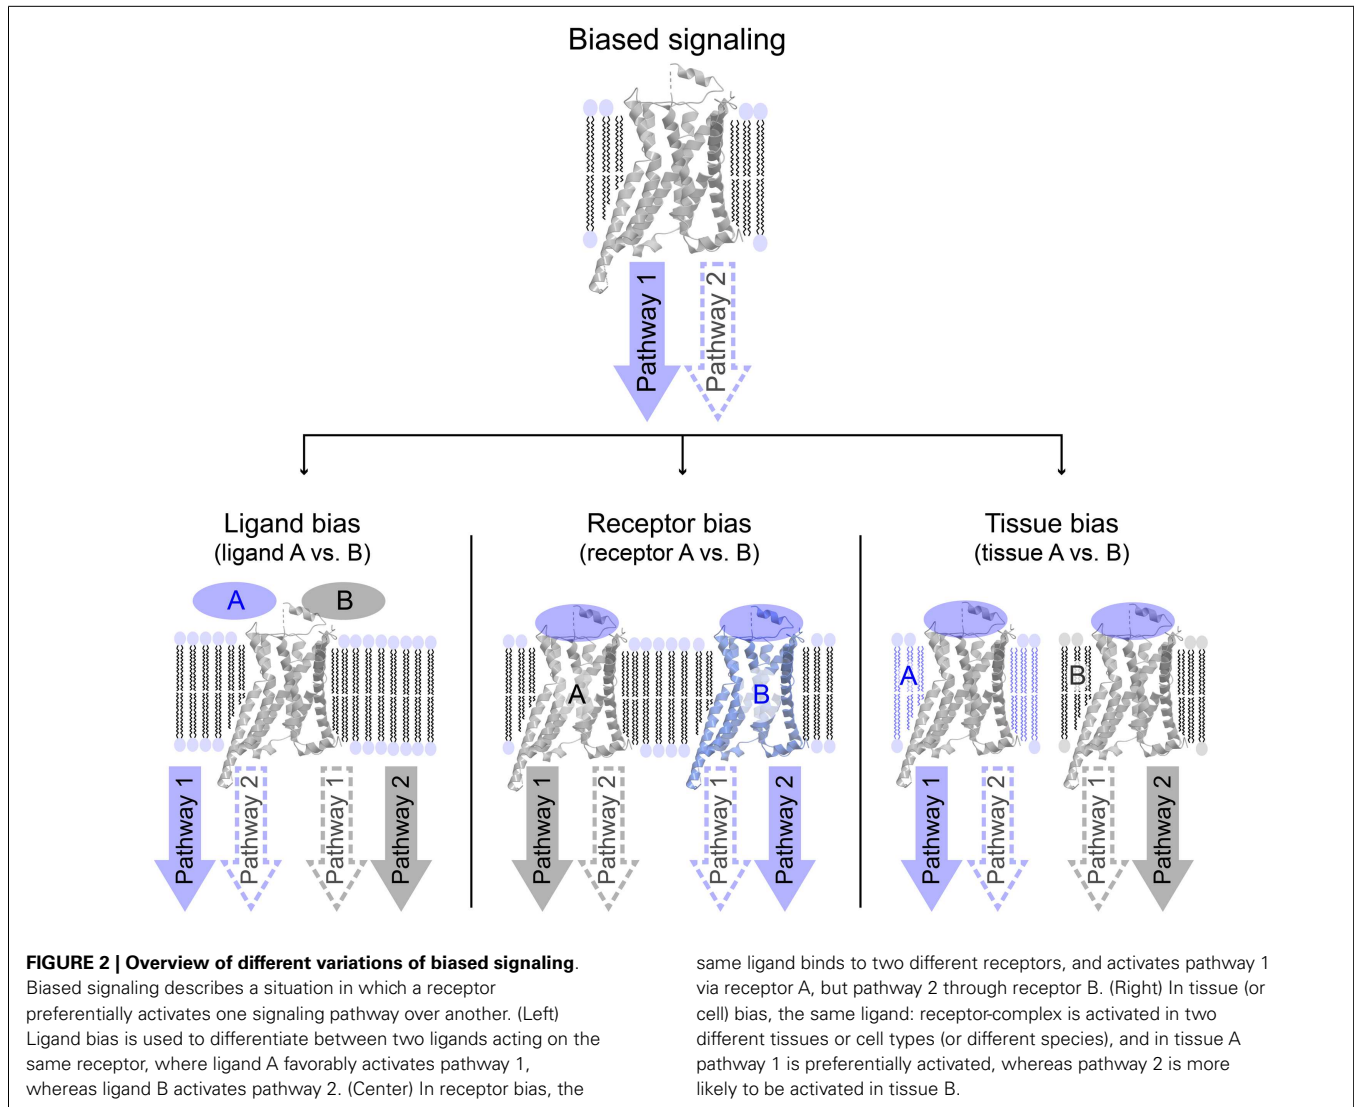 Biased signaling
Pathway 1
Pathway 2
Ligand bias
(ligand A vs. B)
A
B
Pathway 1
Pathway 2
Pathway 1
Pathway 2
Receptor bias
(receptor A vs. B)
A
B
Pathway 1
Pathway 2
Pathway 1
Pathway 2
Tissue bias
(tissue A vs. B)
A
B
Pathway 1
Pathway 2
Pathway 1
Pathway 2
FIGURE 2 | Overview of different variations of biased signaling.
Biased signaling describes a situation in which a receptor
preferentially activates one signaling pathway over another. (Left)
Ligand bias is used to differentiate between two ligands acting on the
same receptor, where ligand A favorably activates pathway 1,
whereas ligand B activates pathway 2. (Center) In receptor bias, the
same ligand binds to two different receptors, and activates pathway 1
via receptor A, but pathway 2 through receptor B. (Right) In tissue (or
cell) bias, the same ligand: receptor-complex is activated in two
different tissues or cell types (or different species), and in tissue A
pathway 1 is preferentially activated, whereas pathway 2 is more
likely to be activated in tissue B.